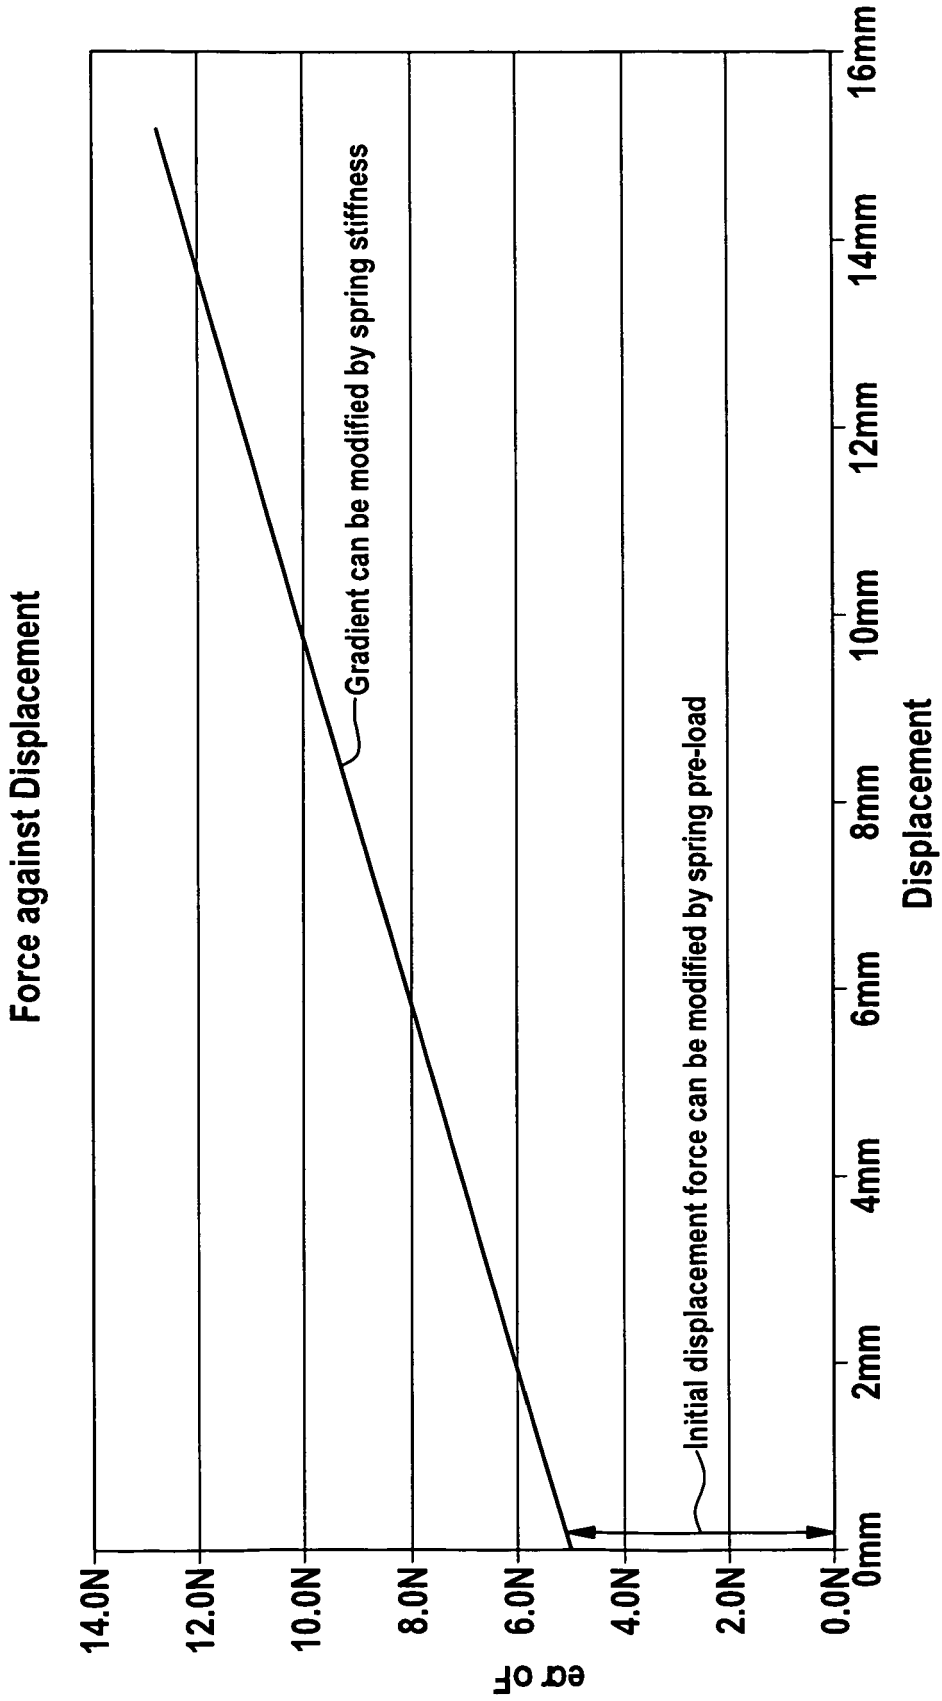 Force against Displacement
14.0N
12.0N
10.0N
8.0N
6.0N
4.0N
2.0N
0.0N
Force
Gradient can be modified by spring stiffness
Initial displacement force can be modified by spring pre-load
0mm
2mm
4mm
6mm
8mm
10mm
12mm
14mm
16mm
Displacement